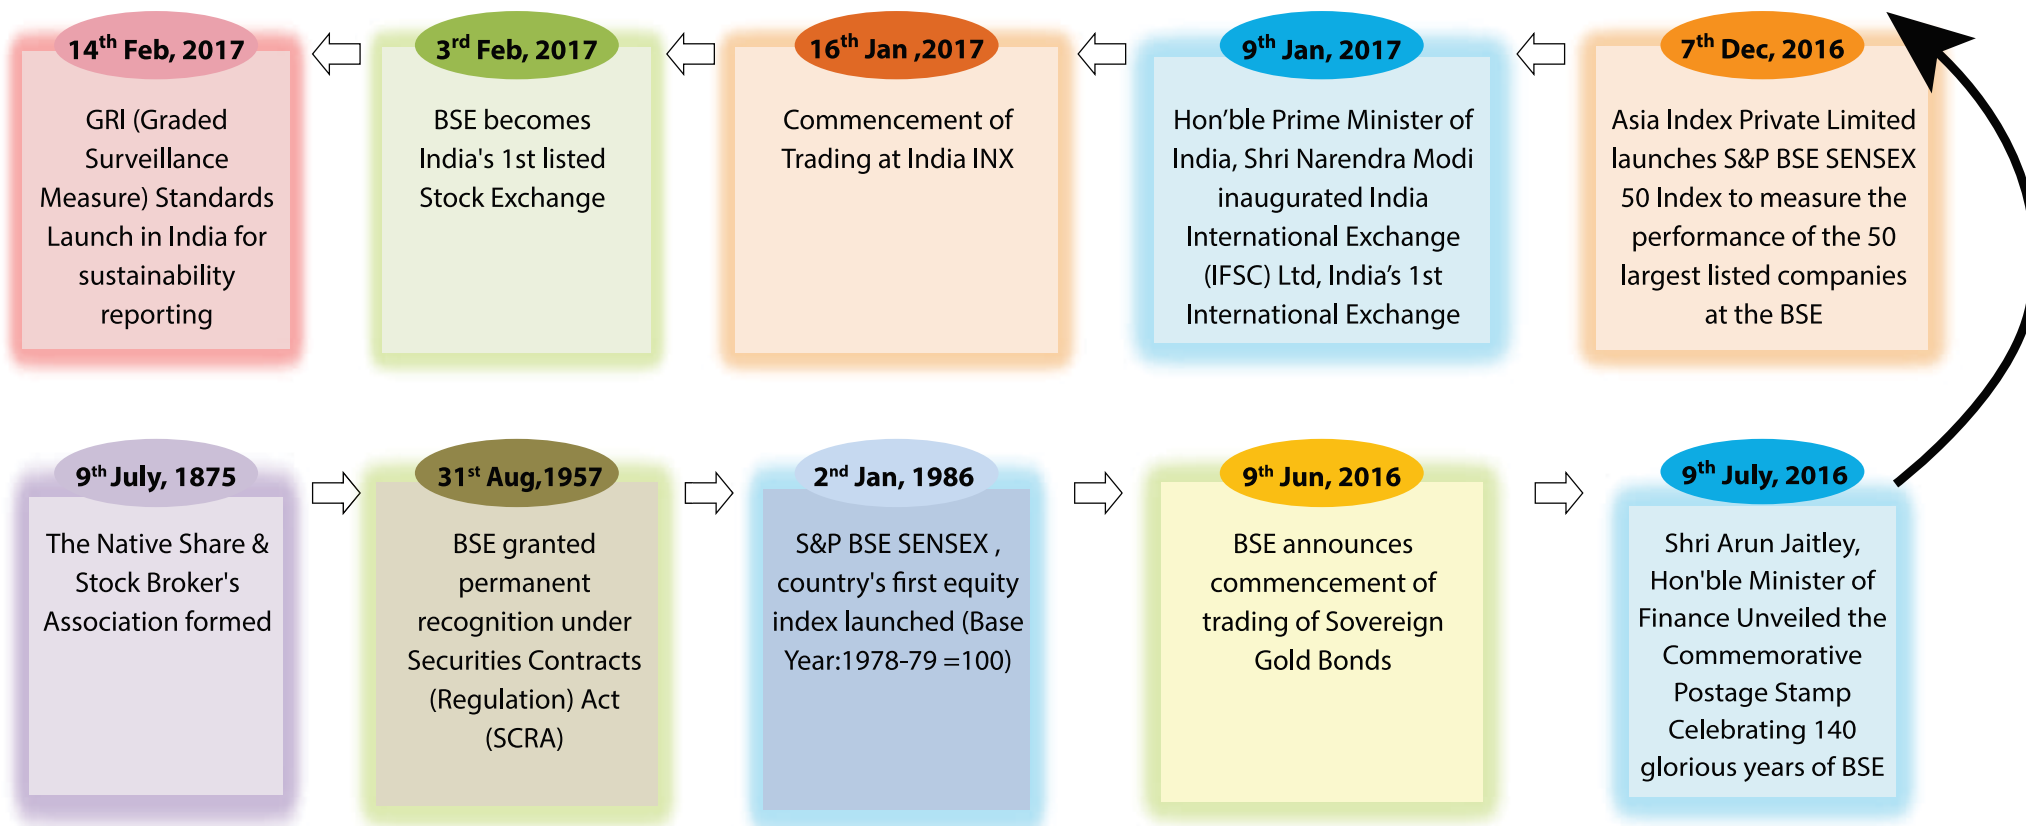 14th Feb, 2017
GRI (Graded
Surveillance
Measure) Standards
Launch in India for
sustainability
reporting
3rd Feb, 2017
BSE becomes
India's 1st listed
Stock Exchange
16th Jan ,2017
Commencement of
Trading at India INX
9th Jan, 2017
Hon’ble Prime Minister of
India, Shri Narendra Modi
inaugurated India
International Exchange
(IFSC) Ltd, India’s 1st
International Exchange
7th Dec, 2016
Asia Index Private Limited
launches S&P BSE SENSEX
50 Index to measure the
performance of the 50
largest listed companies
at the BSE
9th July, 1875
The Native Share &
Stock Broker's
Association formed
31st Aug,1957
BSE granted
permanent
recognition under
Securities Contracts
(Regulation) Act
(SCRA)
2nd Jan, 1986
S&P BSE SENSEX ,
country's first equity
index launched (Base
Year:1978-79 =100)
9th Jun, 2016
BSE announces
commencement of
trading of Sovereign
Gold Bonds
9th July, 2016
Shri Arun Jaitley,
Hon'ble Minister of
Finance Unveiled the
Commemorative
Postage Stamp
Celebrating 140
glorious years of BSE